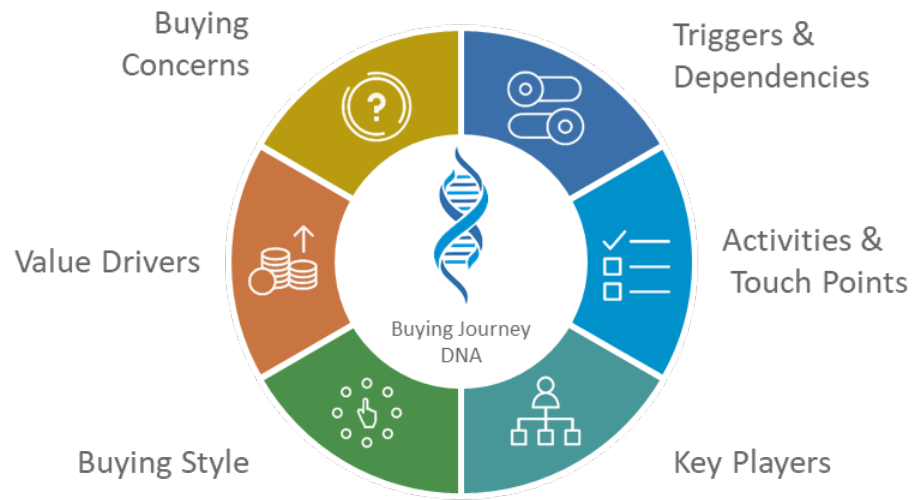 Buying
Concerns
Triggers &
Dependencies
?
Value Drivers
Activities &
Touch Points
Buying Journey
DNA
Buying Style
Key Players